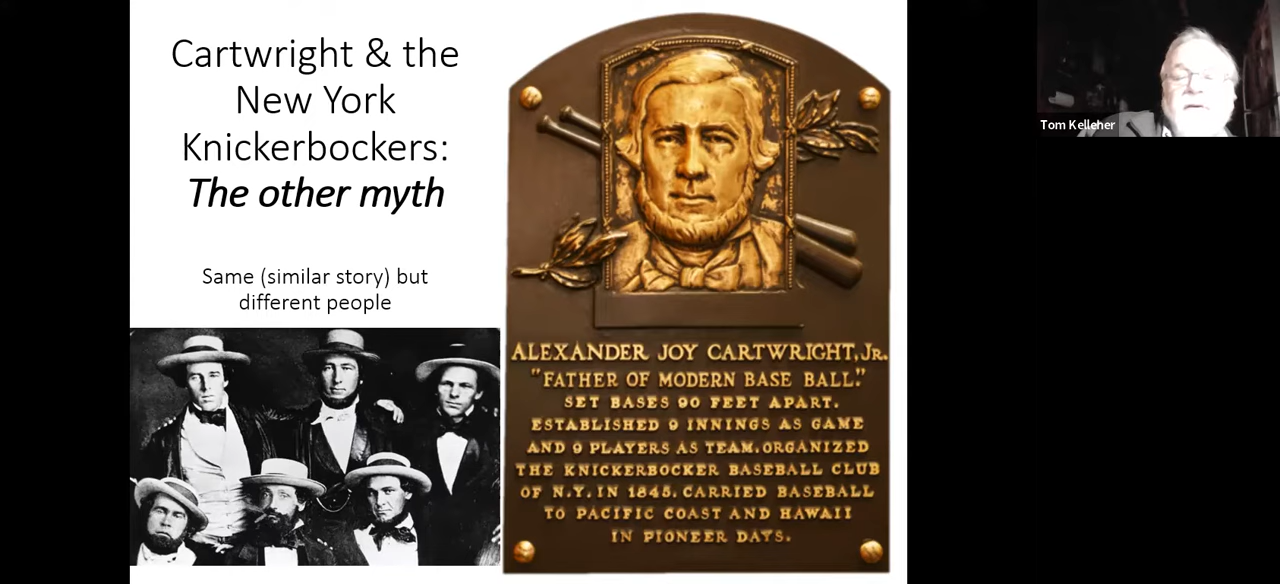 Cartwright & the
New York
Knickerbockers:
The other myth
Same (similar story) but
different people
ALEXANDER JOY CARTWRIGHT, JR.
"FATHER OF MODERN BASE BALL."
SET BASES 90 FEET APART.
ESTABLISHED 9 INNINGS AS GAME
AND 9 PLAYERS AS TEAM. ORGANIZED
THE KNICKERBOCKER BASEBALL CLUB
OF N.Y. IN 1845. CARRIED BASEBALL
TO PACIFIC COAST AND HAWAII
IN PIONEER DAYS.
Tom Kelleher